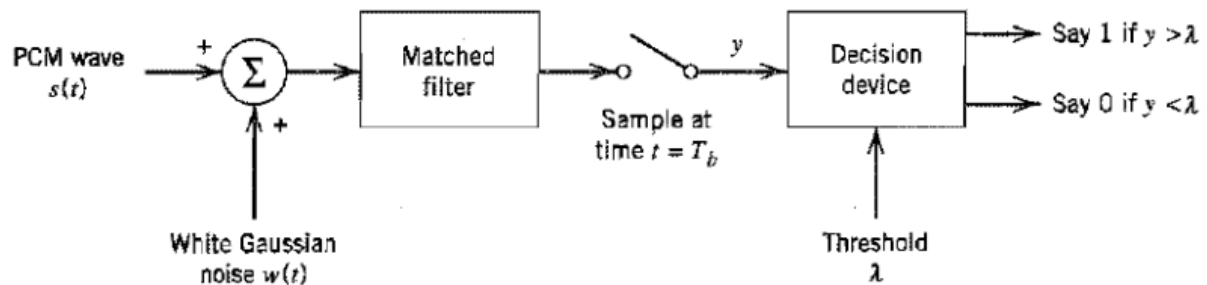 PCM wave
s(t)
+
Σ
+
Matched
filter
Sample at
time t = T_b
y
Decision
device
Say 1 if y > λ
Say 0 if y < λ
White Gaussian
noise w(t)
Threshold
λ